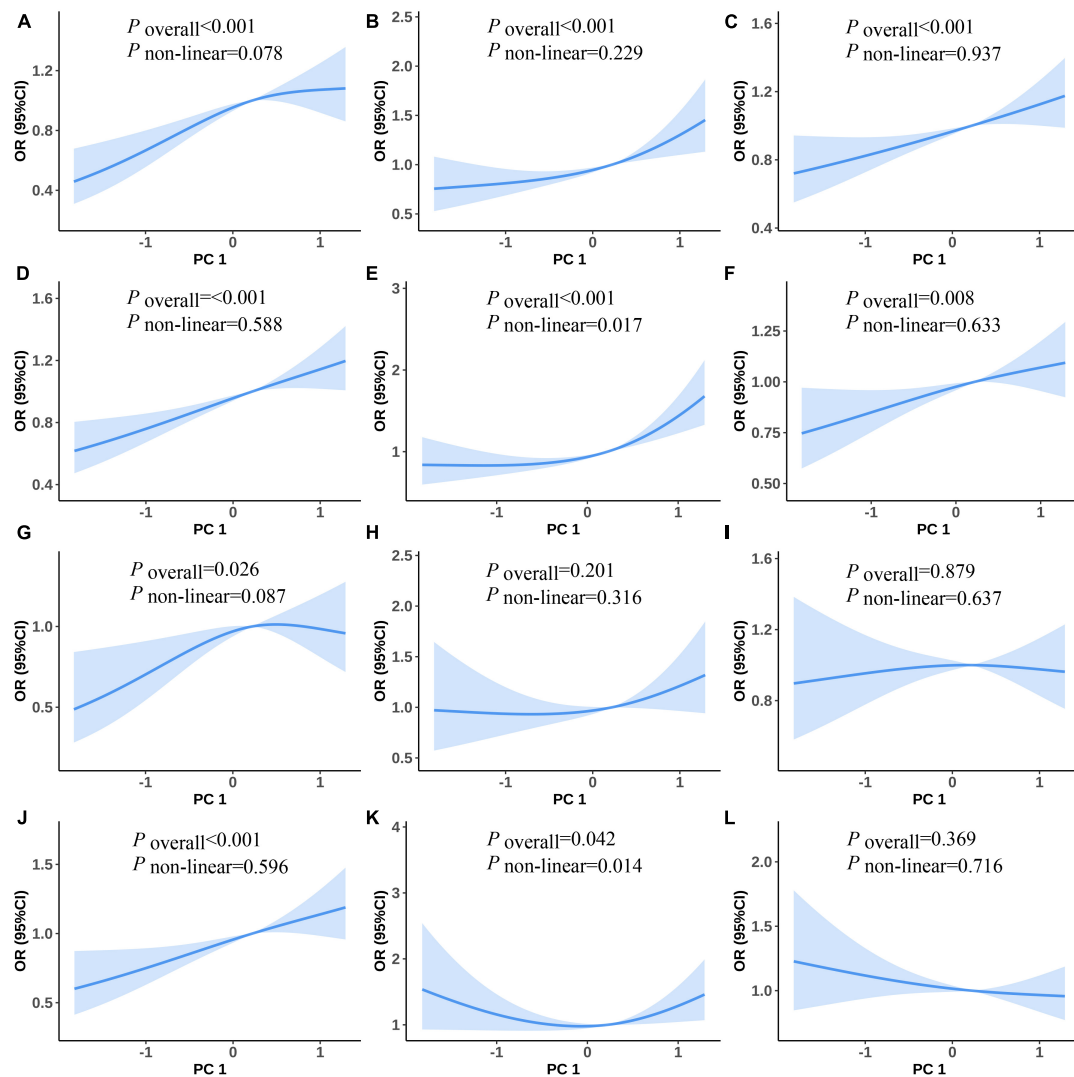 A
P overall<0.001
P non-linear=0.078
OR (95%CI)
1.2
0.8
0.4
-1
0
1
PC 1
B
P overall<0.001
P non-linear=0.229
OR (95%CI)
2.5
2.0
1.5
1.0
0.5
-1
0
1
PC 1
C
P overall<0.001
P non-linear=0.937
OR (95%CI)
1.6
1.2
0.8
0.4
-1
0
1
PC 1
D
P overall=<0.001
P non-linear=0.588
OR (95%CI)
1.6
1.2
0.8
0.4
-1
0
1
PC 1
E
P overall<0.001
P non-linear=0.017
OR (95%CI)
3
2
1
-1
0
1
PC 1
F
P overall=0.008
P non-linear=0.633
OR (95%CI)
1.25
1.00
0.75
0.50
-1
0
1
PC 1
G
P overall=0.026
P non-linear=0.087
OR (95%CI)
1.0
0.5
-1
0
1
PC 1
H
P overall=0.201
P non-linear=0.316
OR (95%CI)
2.5
2.0
1.5
1.0
0.5
-1
0
1
PC 1
I
P overall=0.879
P non-linear=0.637
OR (95%CI)
1.6
1.2
0.8
-1
0
1
PC 1
J
P overall<0.001
P non-linear=0.596
OR (95%CI)
1.5
1.0
0.5
-1
0
1
PC 1
K
P overall=0.042
P non-linear=0.014
OR (95%CI)
4
3
2
1
-1
0
1
PC 1
L
P overall=0.369
P non-linear=0.716
OR (95%CI)
2.0
1.5
1.0
-1
0
1
PC 1